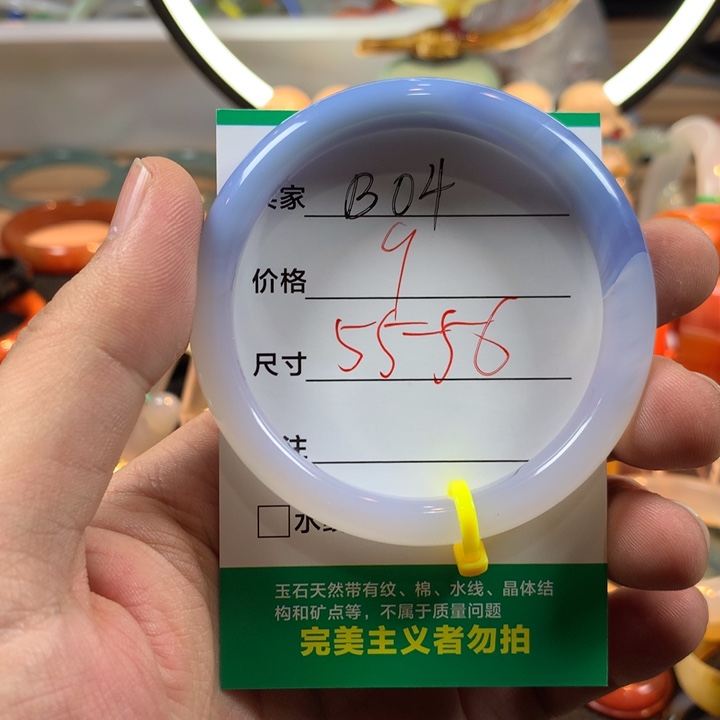 家 B04
价格 9
尺寸 55-56
注
水
玉石天然带有纹、棉、水线、晶体结
构和矿点等，不属于质量问题
完美主义者勿拍